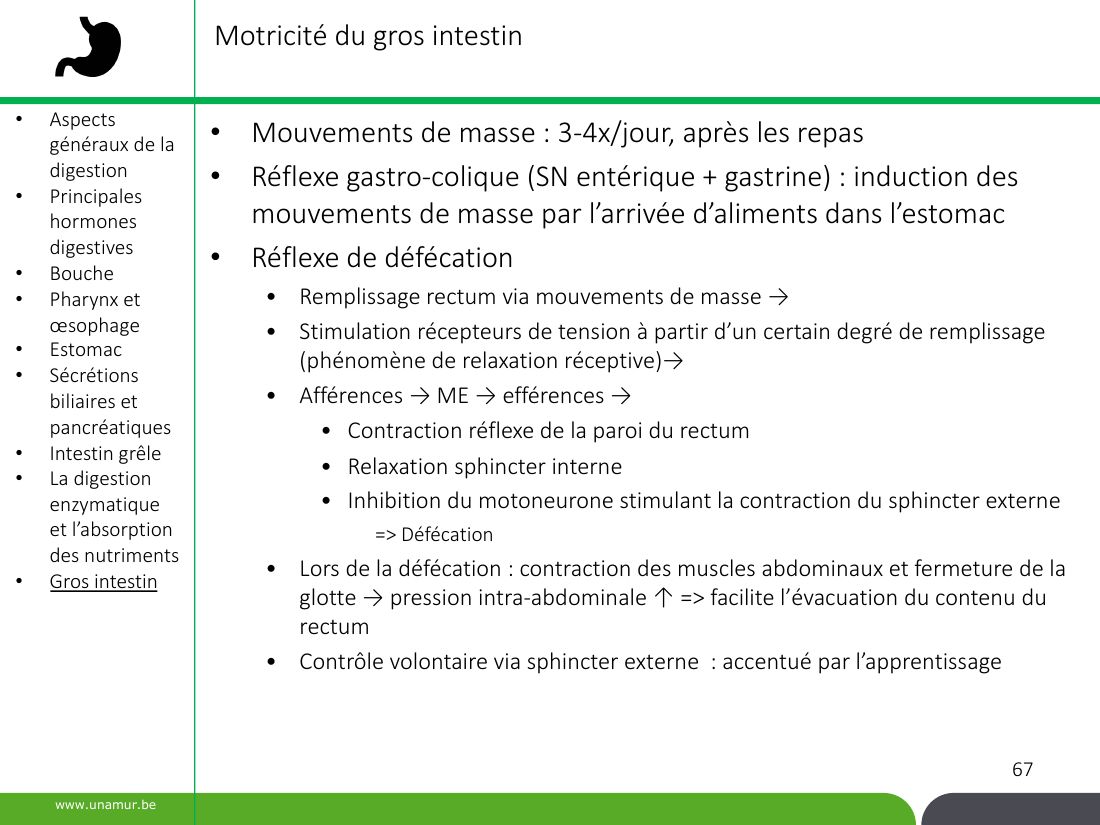 Motricité du gros intestin
• Aspects
généraux de la
digestion
• Principales
hormones
digestives
• Bouche
• Pharynx et
œsophage
• Estomac
• Sécrétions
biliaires et
pancréatiques
• Intestin grêle
• La digestion
enzymatique
et l’absorption
des nutriments
• Gros intestin
• Mouvements de masse : 3-4x/jour, après les repas
• Réflexe gastro-colique (SN entérique + gastrine) : induction des
mouvements de masse par l’arrivée d’aliments dans l’estomac
• Réflexe de défécation
• Remplissage rectum via mouvements de masse →
• Stimulation récepteurs de tension à partir d’un certain degré de remplissage
(phénomène de relaxation réceptive)→
• Afférences → ME → efférences →
• Contraction réflexe de la paroi du rectum
• Relaxation sphincter interne
• Inhibition du motoneurone stimulant la contraction du sphincter externe
=> Défécation
• Lors de la défécation : contraction des muscles abdominaux et fermeture de la
glotte → pression intra-abdominale ↑ => facilite l’évacuation du contenu du
rectum
• Contrôle volontaire via sphincter externe : accentué par l’apprentissage
67
www.unamur.be